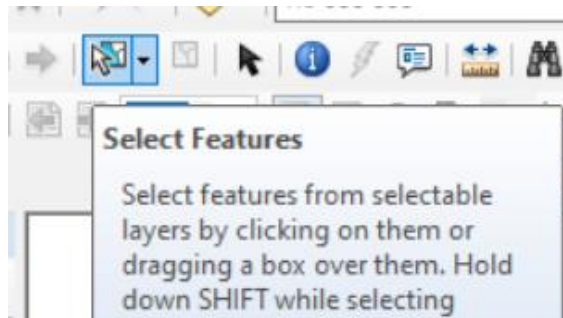 Select Features
Select features from selectable
layers by clicking on them or
dragging a box over them. Hold
down SHIFT while selecting